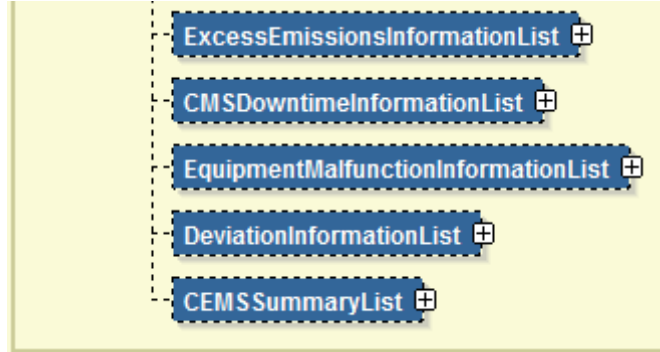 ExcessEmissionsInformationList
CMSDowntimeInformationList
EquipmentMalfunctionInformationList
DeviationInformationList
CEMSSummaryList